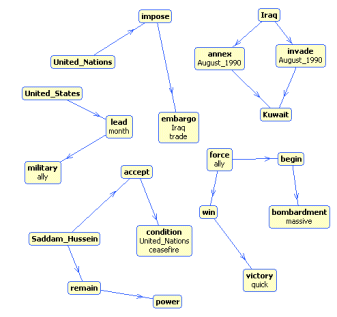 impose
United_Nations
embargo
Iraq
trade
Iraq
annex
August_1990
invade
August_1990
Kuwait
United_States
lead
month
military
ally
accept
condition
United_Nations
ceasefire
Saddam_Hussein
remain
power
force
ally
begin
win
bombardment
massive
victory
quick